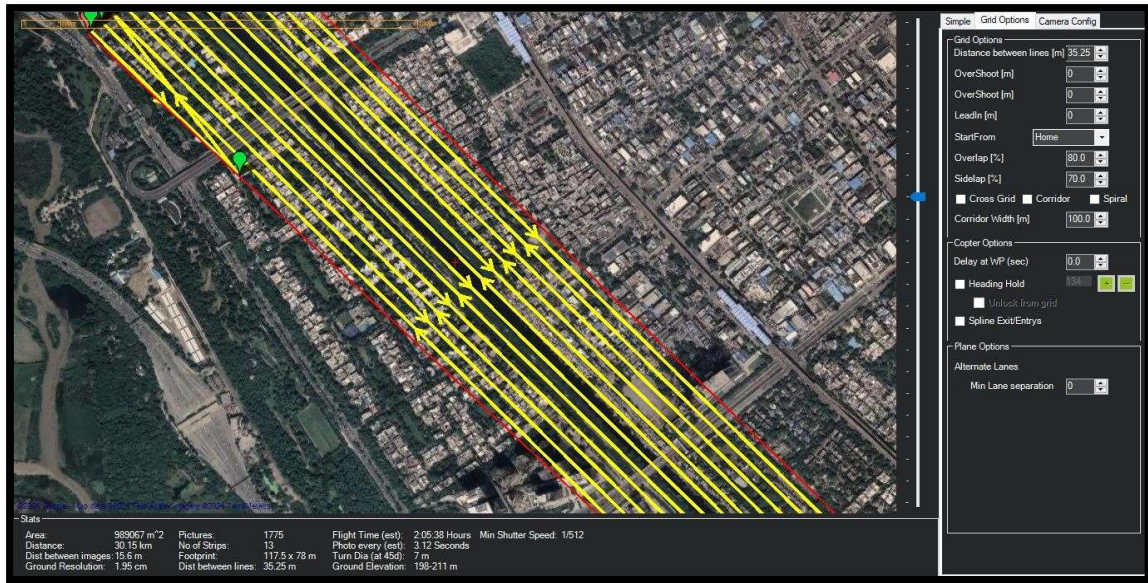 Simple Grid Options Camera Config
Grid Options
Distance between lines [m] 35.25
OverShoot [m] 0
OverShoot [m] 0
LeadIn [m] 0
StartFrom Home
Overlap [%] 80.0
Sidelap [%] 70.0
Cross Grid Corridor Spiral
Corridor Width [m] 100.0
Copter Options
Delay at WP (sec) 0.0
Heading Hold 134 + —
Unlock from grid
Spline Exit/Entrys
Plane Options
Alternate Lanes
Min Lane separation 0
Stats
Area: 989067 m^2 Pictures: 1775 Flight Time (est): 2:05:38 Hours Min Shutter Speed: 1/512
Distance: 30.15 km No of Strips: 13 Photo every (est): 3.12 Seconds
Dist between images: 15.6 m Footprint: 117.5 x 78 m Turn Dia (at 45d): 7 m
Ground Resolution: 1.95 cm Dist between lines: 35.25 m Ground Elevation: 198-211 m